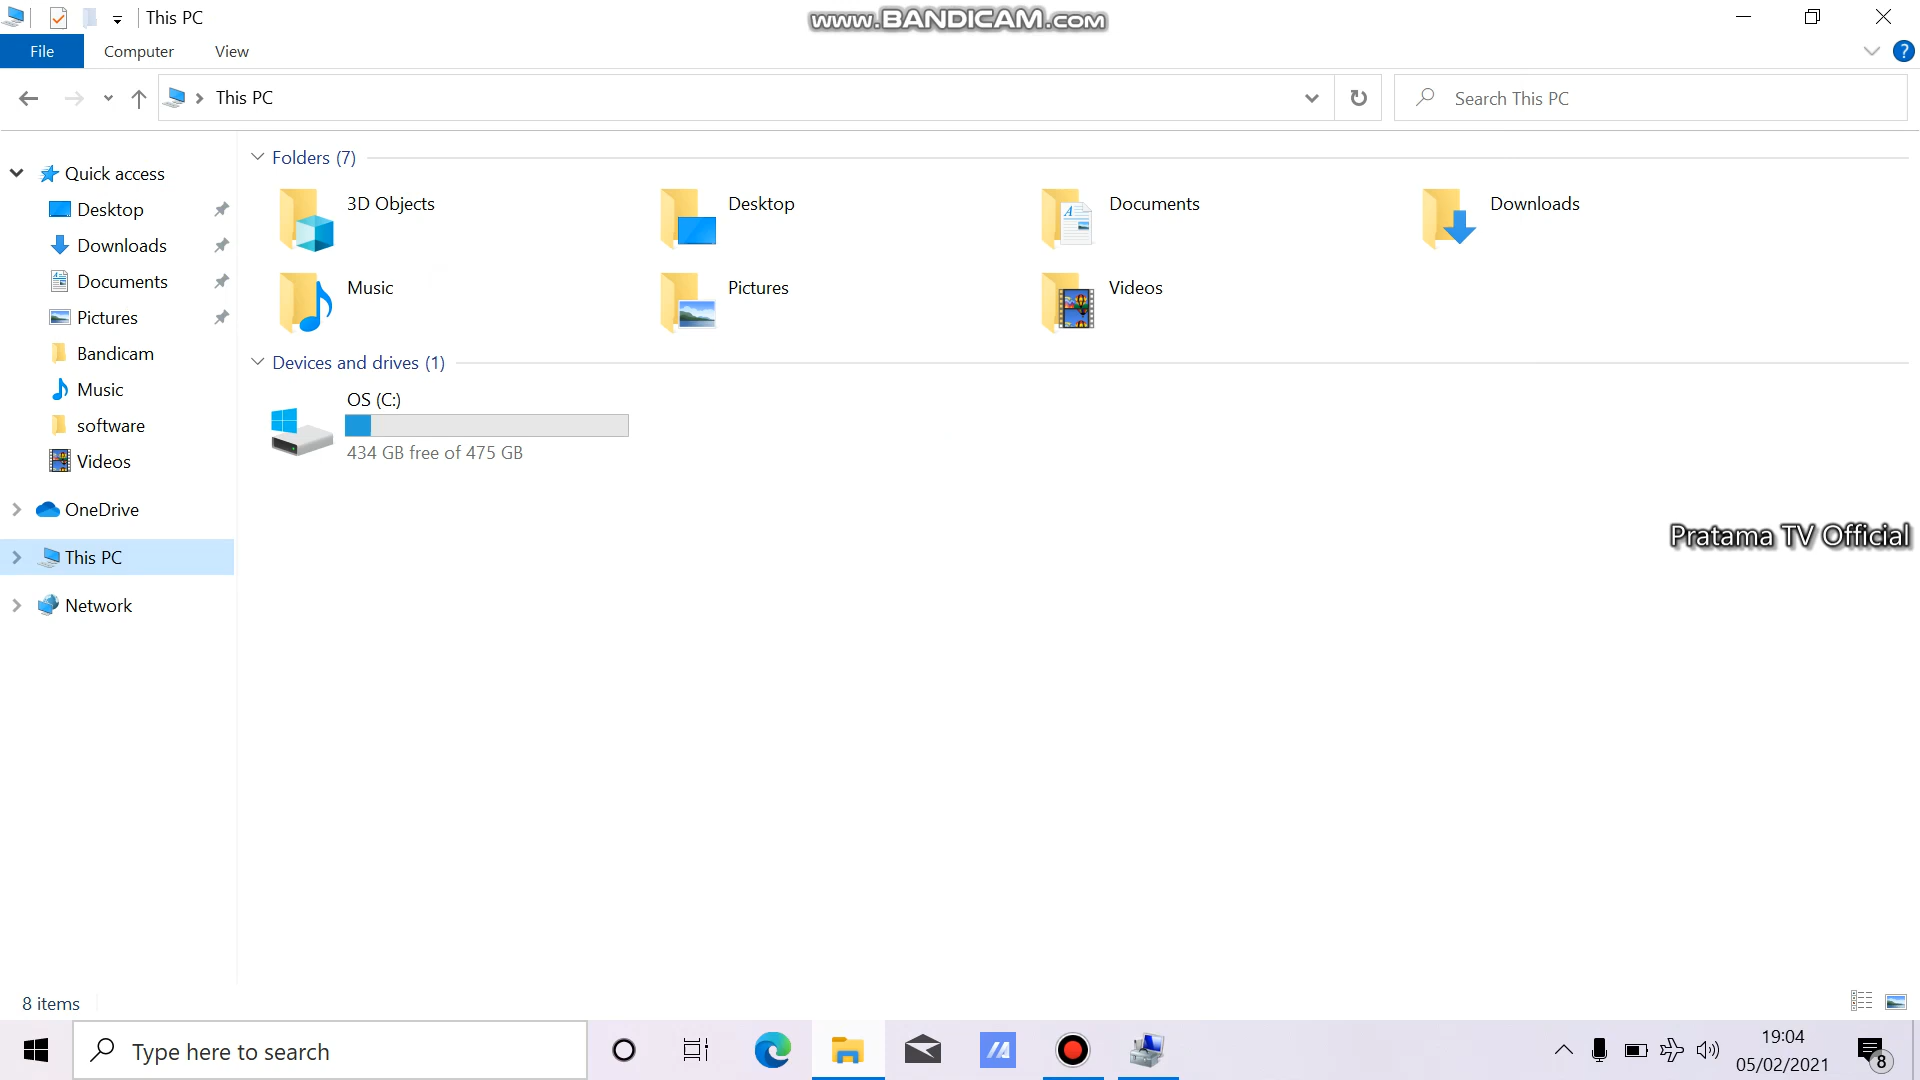 This PC
www.BANDICAM.com
File
Computer
View
?
This PC
Search This PC
Quick access
Desktop
Downloads
Documents
Pictures
Bandicam
Music
software
Videos
OneDrive
This PC
Network
Folders (7)
3D Objects
Desktop
Documents
Downloads
Music
Pictures
Videos
Devices and drives (1)
OS (C:)
434 GB free of 475 GB
Pratama TV Official
8 items
Type here to search
19:04
05/02/2021
8